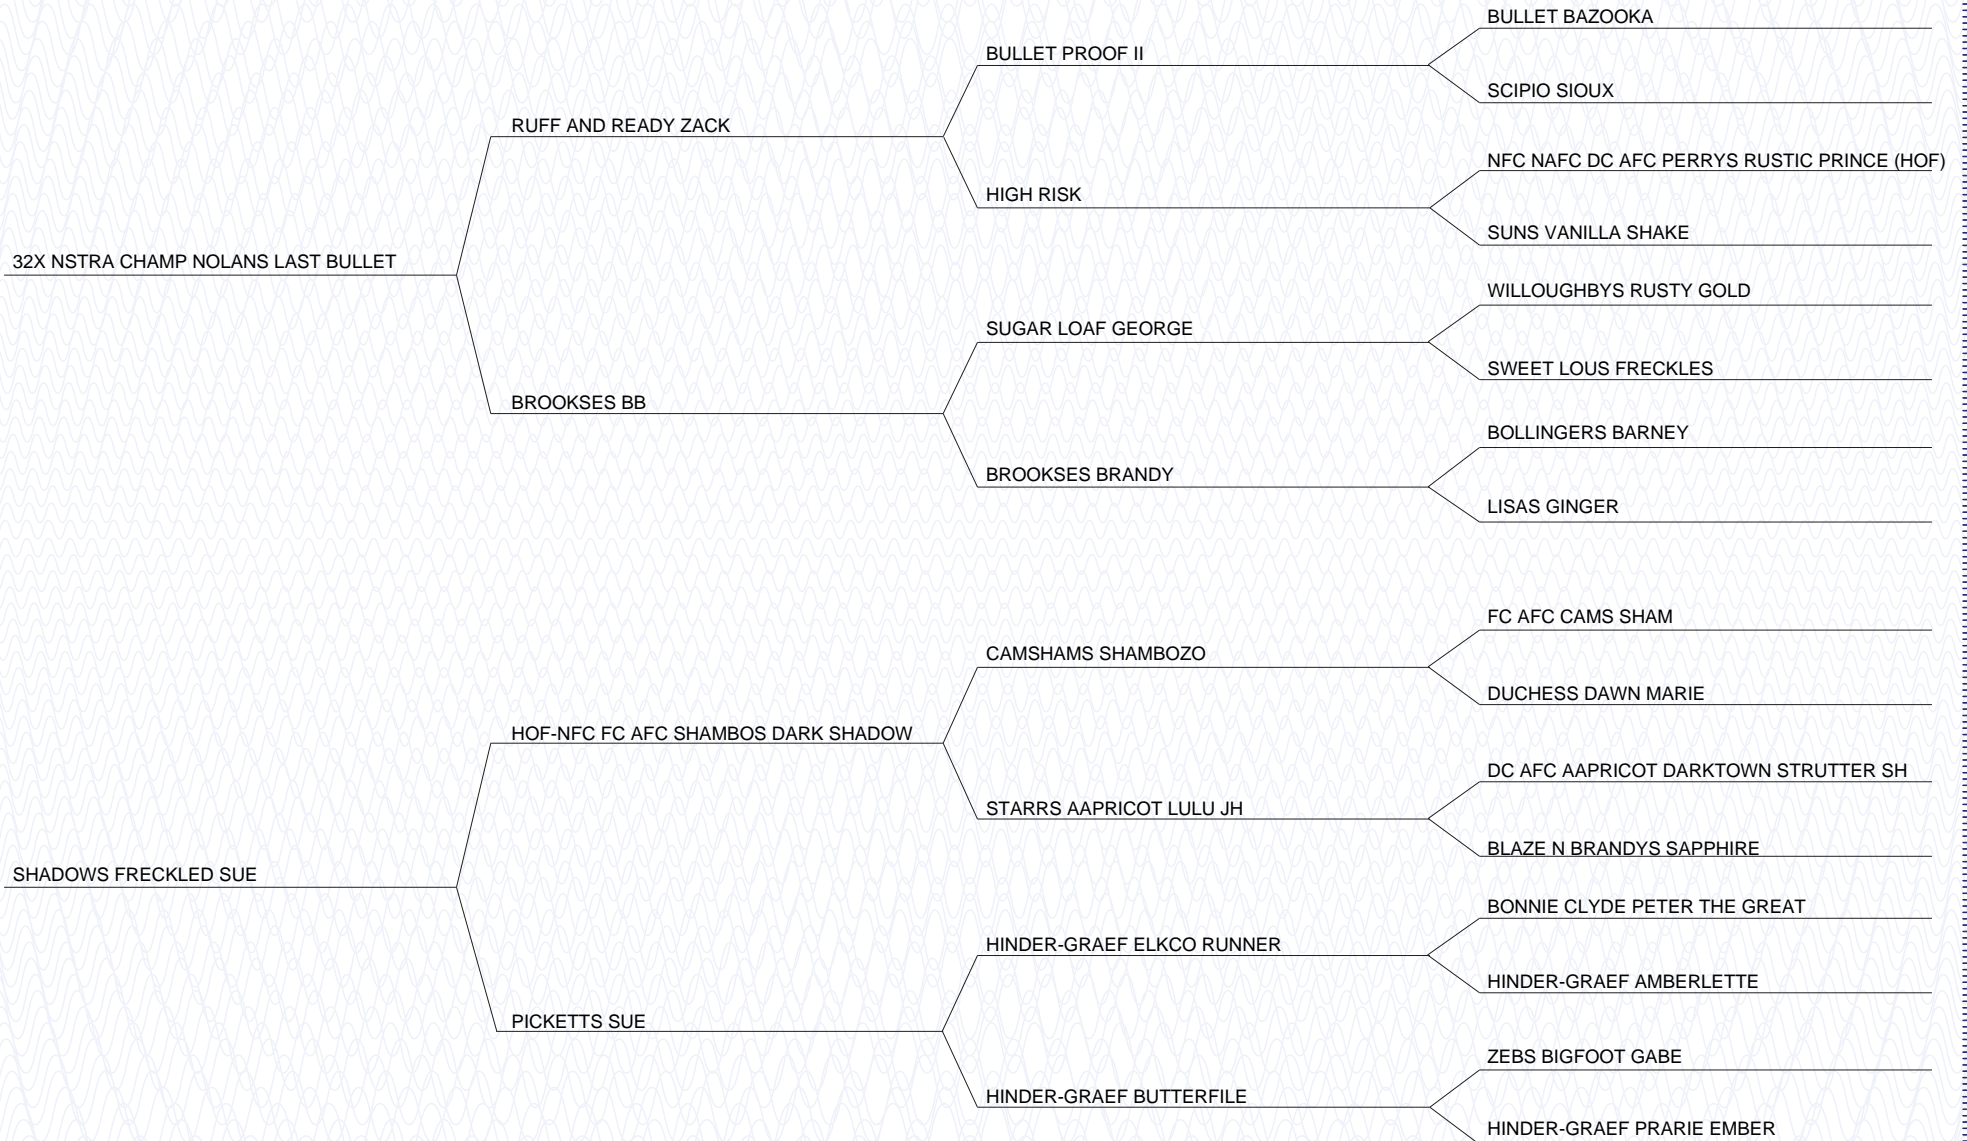 BULLET BAZOOKA
BULLET PROOF II
SCIPIO SIOUX
RUFF AND READY ZACK
NFC NAFC DC AFC PERRYS RUSTIC PRINCE (HOF)
HIGH RISK
SUNS VANILLA SHAKE
32X NSTRA CHAMP NOLANS LAST BULLET
WILLOUGHBYS RUSTY GOLD
SUGAR LOAF GEORGE
SWEET LOUS FRECKLES
BROOKSES BB
BOLLINGERS BARNEY
BROOKSES BRANDY
LISAS GINGER
FC AFC CAMS SHAM
CAMSHAMS SHAMBOZO
DUCHESS DAWN MARIE
HOF-NFC FC AFC SHAMBOS DARK SHADOW
DC AFC AAPRICOT DARKTOWN STRUTTER SH
STARRS AAPRICOT LULU JH
BLAZE N BRANDYS SAPPHIRE
SHADOWS FRECKLED SUE
BONNIE CLYDE PETER THE GREAT
HINDER-GRAEF ELKCO RUNNER
HINDER-GRAEF AMBERLETTE
PICKETTS SUE
ZEBS BIGFOOT GABE
HINDER-GRAEF BUTTERFILE
HINDER-GRAEF PRARIE EMBER